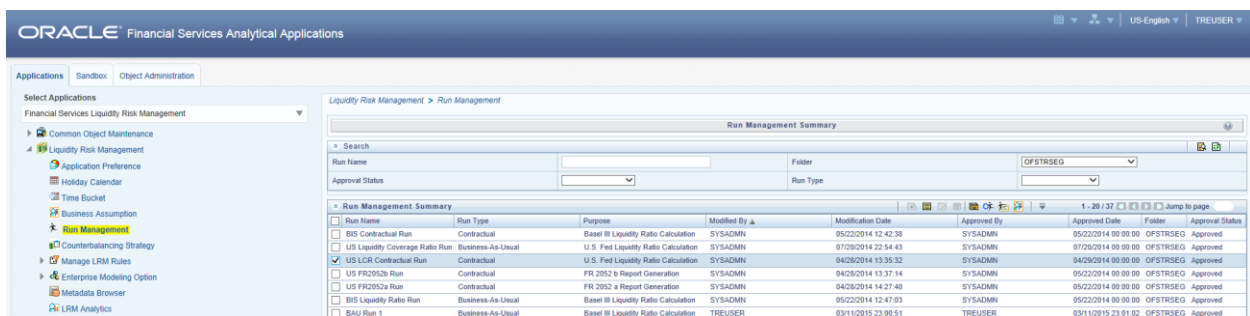 US-English TREUSER
ORACLE Financial Services Analytical Applications
Applications Sandbox Object Administration
Select Applications
Financial Services Liquidity Risk Management
Common Object Maintenance
Liquidity Risk Management
Application Preference
Holiday Calendar
Time Bucket
Business Assumption
Run Management
Counterbalancing Strategy
Manage LRM Rules
Enterprise Modeling Option
Metadata Browser
LRM Analytics
Liquidity Risk Management > Run Management
Run Management Summary
Search
Run Name Folder OFSTRSEG
Approval Status Run Type
Run Management Summary 1 - 20 / 37 Jump to page
Run Name Run Type Purpose Modified By Modification Date Approved By Approved Date Folder Approval Status
BIS Contractual Run Contractual Basel III Liquidity Ratio Calculation SYSADMN 05/22/2014 12:42:38 SYSADMN 05/22/2014 00:00:00 OFSTRSEG Approved
US Liquidity Coverage Ratio Run Business-As-Usual U.S. Fed Liquidity Ratio Calculation SYSADMN 07/20/2014 22:54:43 SYSADMN 07/20/2014 00:00:00 OFSTRSEG Approved
US LCR Contractual Run Contractual U.S. Fed Liquidity Ratio Calculation SYSADMN 04/28/2014 13:35:32 SYSADMN 04/29/2014 00:00:00 OFSTRSEG Approved
US FR2052b Run Contractual FR 2052 b Report Generation SYSADMN 04/28/2014 13:37:14 SYSADMN 05/22/2014 00:00:00 OFSTRSEG Approved
US FR2052a Run Contractual FR 2052 a Report Generation SYSADMN 04/28/2014 14:27:40 SYSADMN 05/22/2014 00:00:00 OFSTRSEG Approved
BIS Liquidity Ratio Run Business-As-Usual Basel III Liquidity Ratio Calculation SYSADMN 05/22/2014 12:47:03 SYSADMN 05/22/2014 00:00:00 OFSTRSEG Approved
BAU Run 1 Business-As-Usual Basel III Liquidity Ratio Calculation TREUSER 03/11/2015 23:00:51 TREUSER 03/11/2015 23:01:02 OFSTRSEG Approved